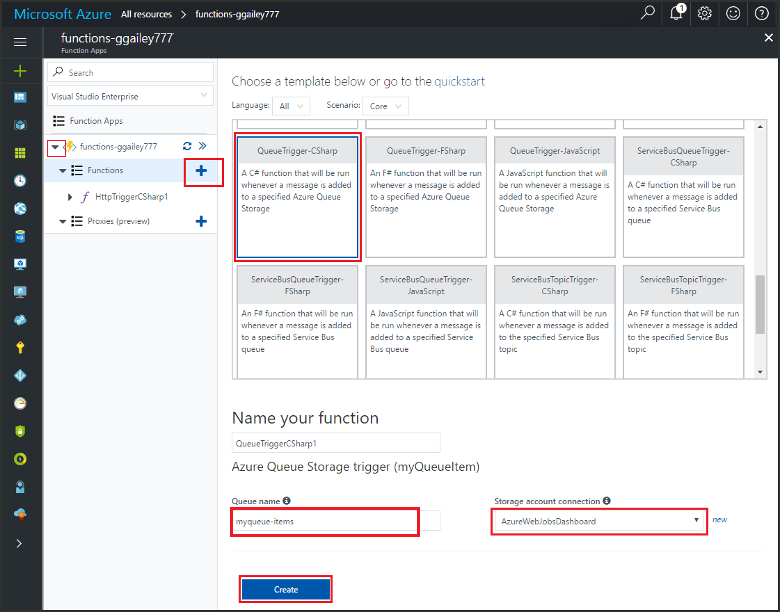 Microsoft Azure All resources > functions-ggailey777 1
functions-ggailey777
Function Apps
Search
Visual Studio Enterprise
Function Apps
functions-ggailey777
Functions
HttpTriggerCSharp1
Proxies (preview)
Choose a template below or go to the quickstart
Language: All Scenario: Core
QueueTrigger-CSharp
A C# function that will be run
whenever a message is added
to a specified Azure Queue
Storage
QueueTrigger-FSharp
An F# function that will be run
whenever a message is added
to a specified Azure Queue
Storage
QueueTrigger-JavaScript
A JavaScript function that will
be run whenever a message is
added to a specified Azure
Queue Storage
ServiceBusQueueTrigger-
CSharp
A C# function that will be run
whenever a message is added
to a specified Service Bus
queue
ServiceBusQueueTrigger-
FSharp
An F# function that will be run
whenever a message is added
to a specified Service Bus
queue
ServiceBusQueueTrigger-
JavaScript
A JavaScript function that will
be run whenever a message is
added to a specified Service
Bus queue
ServiceBusTopicTrigger-
CSharp
A C# function that will be run
whenever a message is added
to the specified Service Bus
topic
ServiceBusTopicTrigger-
FSharp
An F# function that will be run
whenever a message is added
to the specified Service Bus
topic
Name your function
QueueTriggerCSharp1
Azure Queue Storage trigger (myQueueItem)
Queue name
myqueue-items
Storage account connection
AzureWebJobsDashboard new
Create